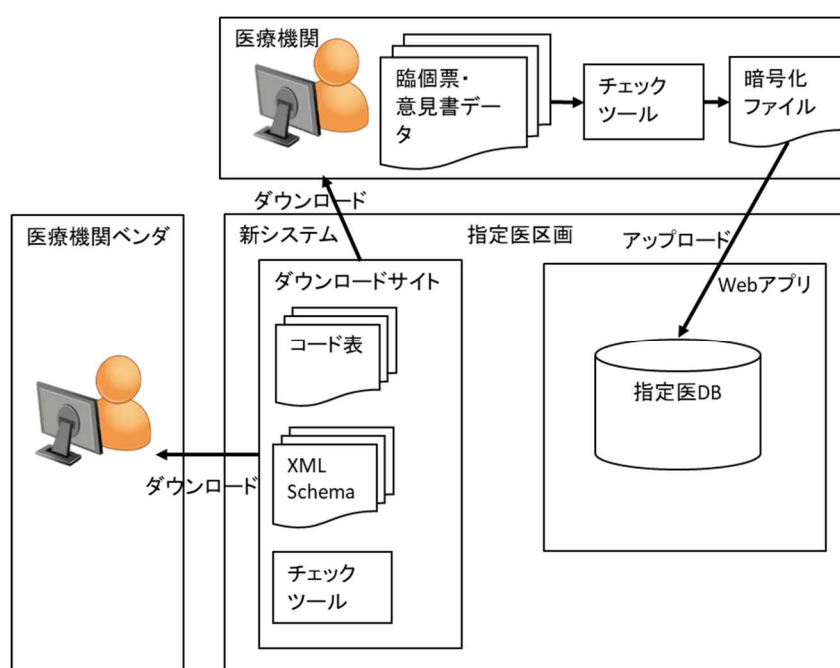 医療機関
臨個票・
意見書デー
タ
チェック
ツール
暗号化
ファイル
ダウンロード
医療機関ベンダ
新システム
指定医区画
アップロード
ダウンロードサイト
Webアプリ
コード表
指定医DB
XML
Schema
ダウンロード
チェック
ツール